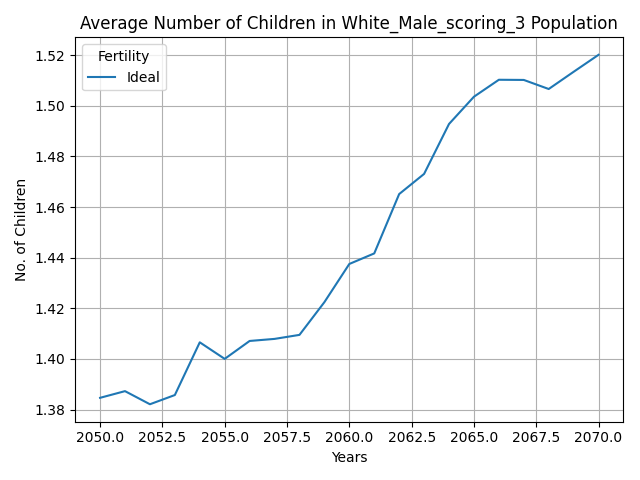 Average Number of Children in White_Male_scoring_3 Population
Fertility
Ideal
No. of Children
1.52
1.50
1.48
1.46
1.44
1.42
1.40
1.38
2050.0 2052.5 2055.0 2057.5 2060.0 2062.5 2065.0 2067.5 2070.0
Years